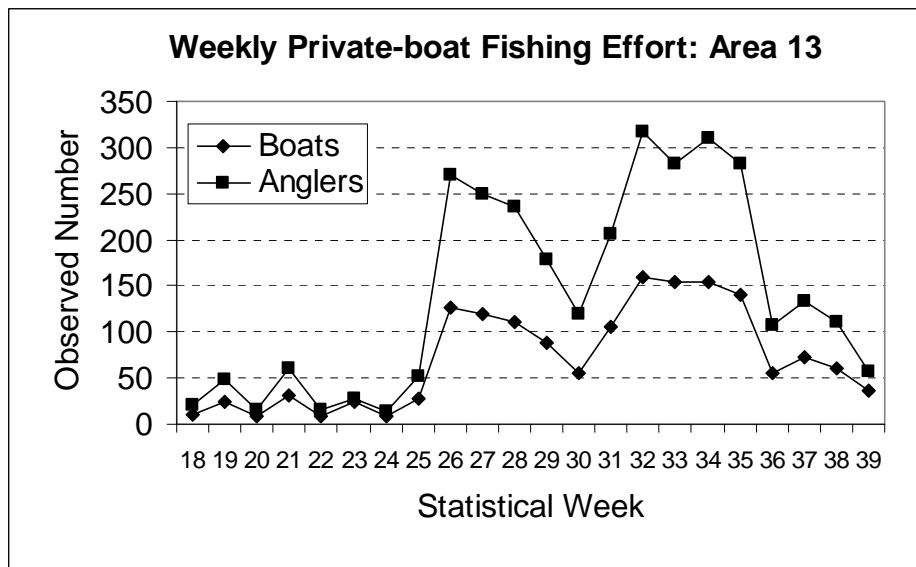 Weekly Private-boat Fishing Effort: Area 13
350
300
250
200
150
100
50
0
Observed Number
Boats
Anglers
18 19 20 21 22 23 24 25 26 27 28 29 30 31 32 33 34 35 36 37 38 39
Statistical Week